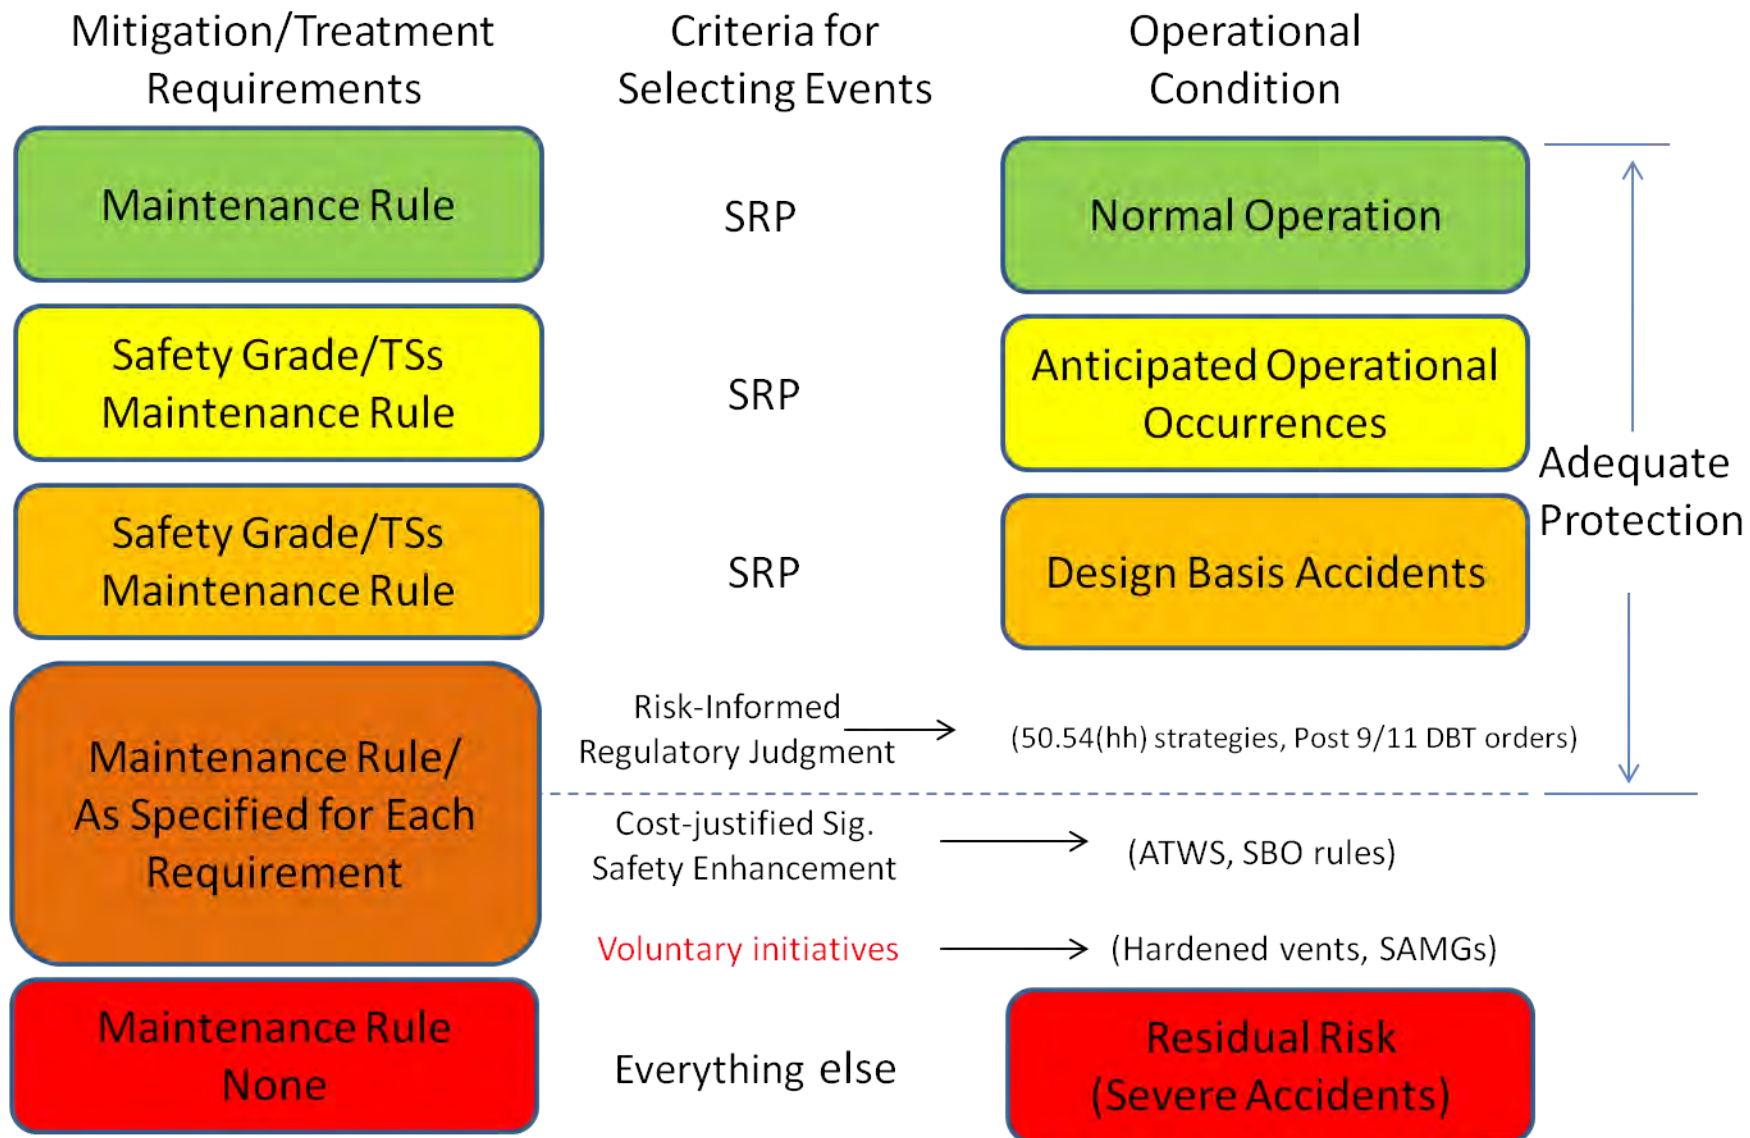 Mitigation/Treatment
Requirements
Criteria for
Selecting Events
Operational
Condition
Maintenance Rule
SRP
Normal Operation
Safety Grade/TSs
Maintenance Rule
SRP
Anticipated Operational
Occurrences
Adequate
Protection
Safety Grade/TSs
Maintenance Rule
SRP
Design Basis Accidents
Maintenance Rule/
As Specified for Each
Requirement
Risk-Informed
Regulatory Judgment
(50.54(hh) strategies, Post 9/11 DBT orders)
Cost-justified Sig.
Safety Enhancement
(ATWS, SBO rules)
Voluntary initiatives
(Hardened vents, SAMGs)
Maintenance Rule
None
Everything else
Residual Risk
(Severe Accidents)